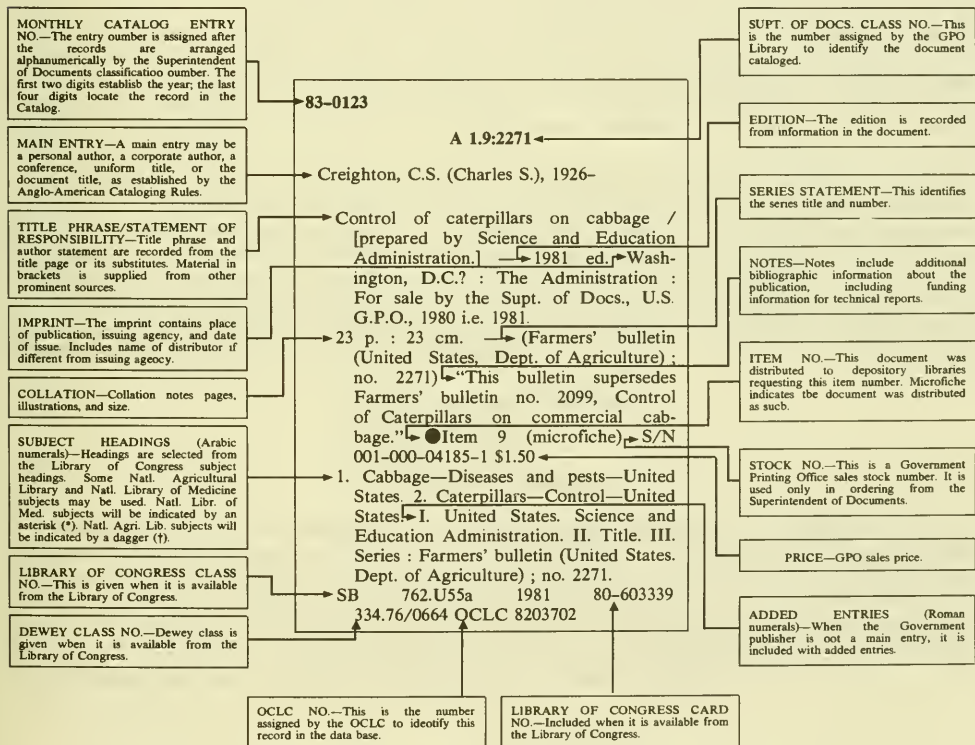 MONTHLY CATALOG ENTRY
NO.—The entry oumber is assigned after
the records are arranged
alphanumerically by the Superintendent
of Documents classificatioo oumber. The
first two digits establisb the year; the last
four digits locate the record in the
Catalog.
MAIN ENTRY—A main entry may be
a personal author, a corporate author, a
conference, uniform title, or the
document title, as established by the
Anglo-American Cataloging Rules.
TITLE PHRASE/STATEMENT OF
RESPONSIBILITY—Title phrase and
author statement are recorded from the
title page or its substitutes. Material in
brackets is supplied from other
prominent sources.
IMPRINT—The imprint contains place
of publication, issuing agency, and date
of issue. Includes name of distributor if
different from issuing ageocy.
COLLATION—Collation notes pages,
illustrations, and size.
SUBJECT HEADINGS (Arabic
numerals)—Headings are selected from
the Library of Congress subject
headings. Some Natl. Agricultural
Library and Natl. Library of Medicine
subjects may be used. Natl. Libr. of
Med. subjects will be indicated by an
asterisk (*). Natl. Agri. Lib. subjects will
be indicated by a dagger (†).
LIBRARY OF CONGRESS CLASS
NO.—This is given when it is available
from the Library of Congress.
DEWEY CLASS NO.—Dewey class is
given when it is available from the
Library of Congress.
83-0123
A 1.9:2271
Creighton, C.S. (Charles S.), 1926-
Control of caterpillars on cabbage /
[prepared by Science and Education
Administration.] 1981 ed. Wash-
ington, D.C.? : The Administration :
For sale by the Supt. of Docs., U.S.
G.P.O., 1980 i.e. 1981.
23 p. : 23 cm. — (Farmers' bulletin
(United States, Dept. of Agriculture) ;
no. 2271) "This bulletin supersedes
Farmers' bulletin no. 2099, Control
of Caterpillars on commercial cab-
bage." ●Item 9 (microfiche) S/N
001-000-04185-1 $1.50
1. Cabbage—Diseases and pests—United
States. 2. Caterpillars—Control—United
States. I. United States. Science and
Education Administration. II. Title. III.
Series : Farmers' bulletin (United States.
Dept. of Agriculture) ; no. 2271.
SB 762.U55a 1981 80-603339
334.76/0664 OCLC 8203702
SUPT. OF DOCS. CLASS NO.—This
is the number assigned by the GPO
Library to identify the document
cataloged.
EDITION—The edition is recorded
from information in the document.
SERIES STATEMENT—This identifies
the series title and number.
NOTES—Notes include additional
bibliographic information about the
publication, including funding
information for technical reports.
ITEM NO.—This document was
distributed to depository libraries
requesting this item number. Microfiche
indicates the document was distributed
as sucb.
STOCK NO.—This is a Government
Printing Office sales stock number. It is
used only in ordering from the
Superintendent of Documents.
PRICE—GPO sales price.
ADDED ENTRIES (Roman
numerals)—When the Government
publisher is oot a main entry, it is
included with added entries.
OCLC NO.—This is the number
assigned by the OCLC to ideotify this
record in the data base.
LIBRARY OF CONGRESS CARD
NO.—Included when it is available from
the Library of Congress.